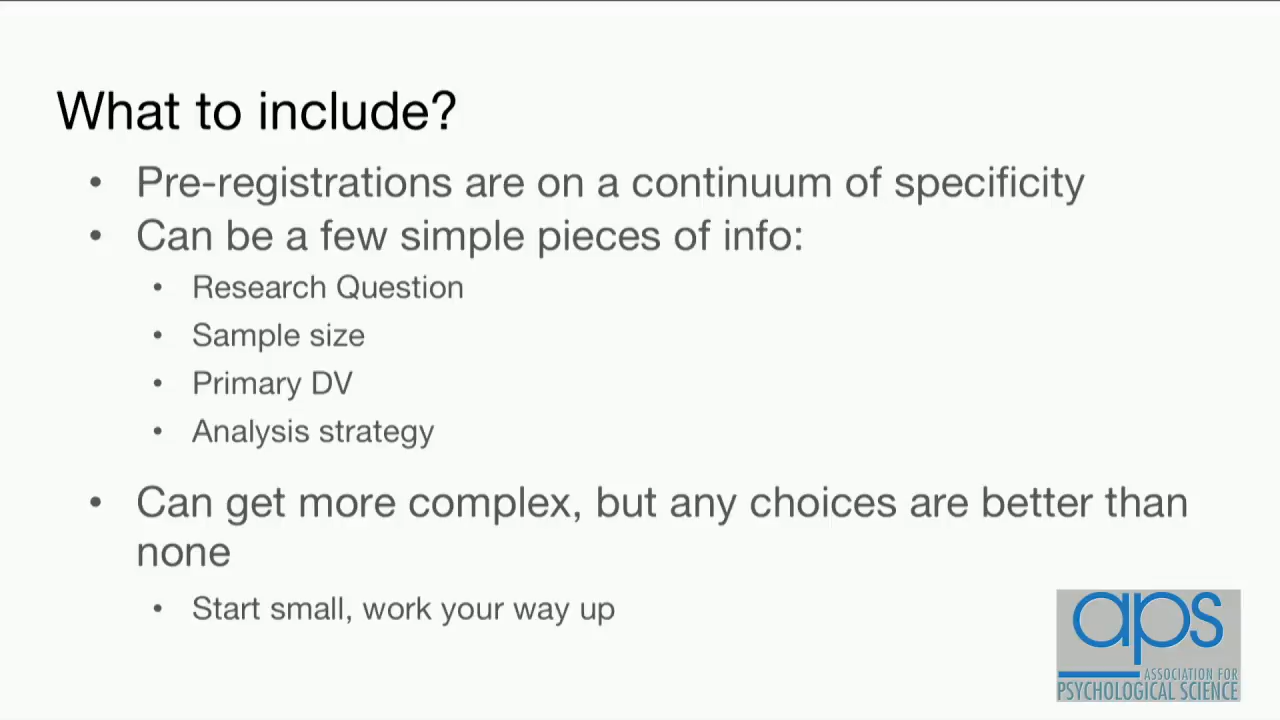 What to include?
• Pre-registrations are on a continuum of specificity
• Can be a few simple pieces of info:
• Research Question
• Sample size
• Primary DV
• Analysis strategy
• Can get more complex, but any choices are better than
none
• Start small, work your way up
aps
ASSOCIATION FOR
PSYCHOLOGICAL SCIENCE